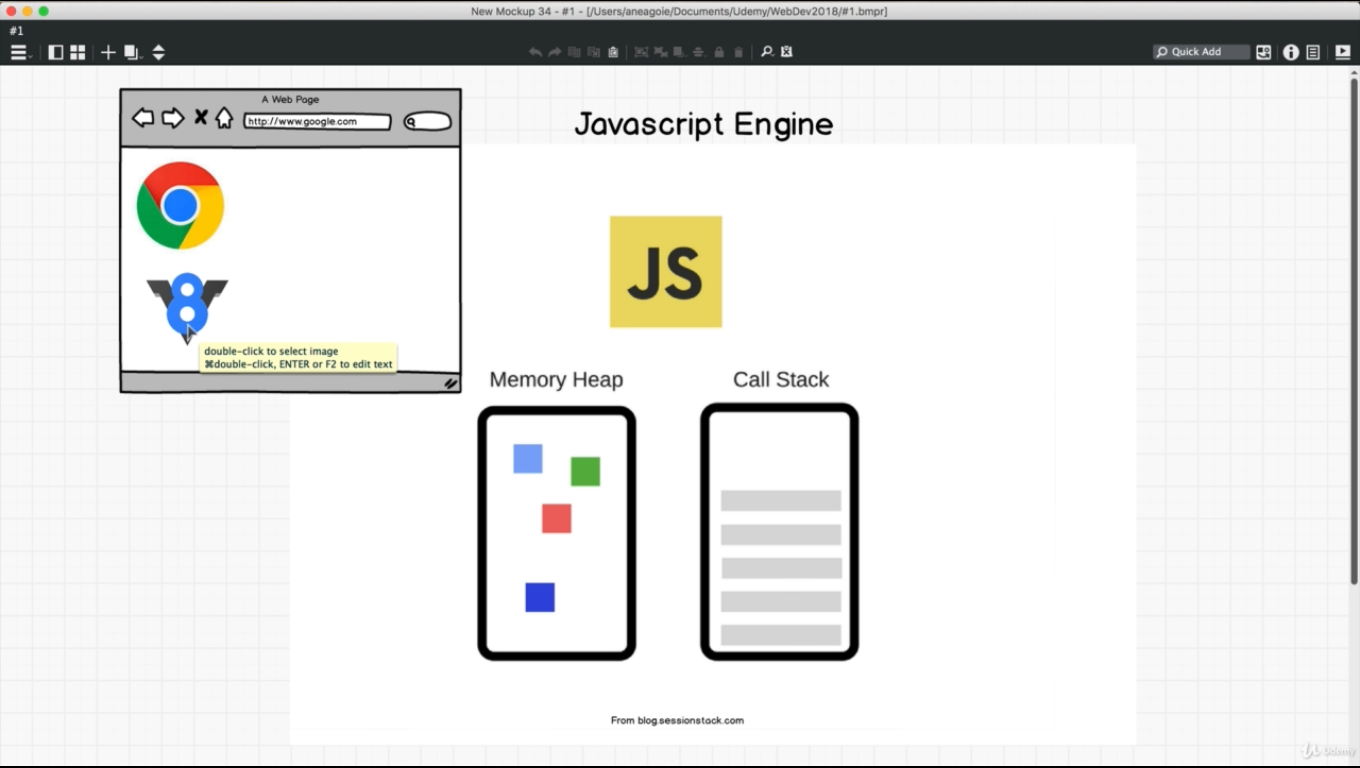 New Mockup 34 - #1 - [/Users/aneagoie/Documents/Udemy/WebDev2018/#1.bmpr]
#1
Quick Add
A Web Page
http://www.google.com
Javascript Engine
JS
8
double-click to select image
⌘double-click, ENTER or F2 to edit text
Memory Heap
Call Stack
From blog.sessionstack.com
Udemy